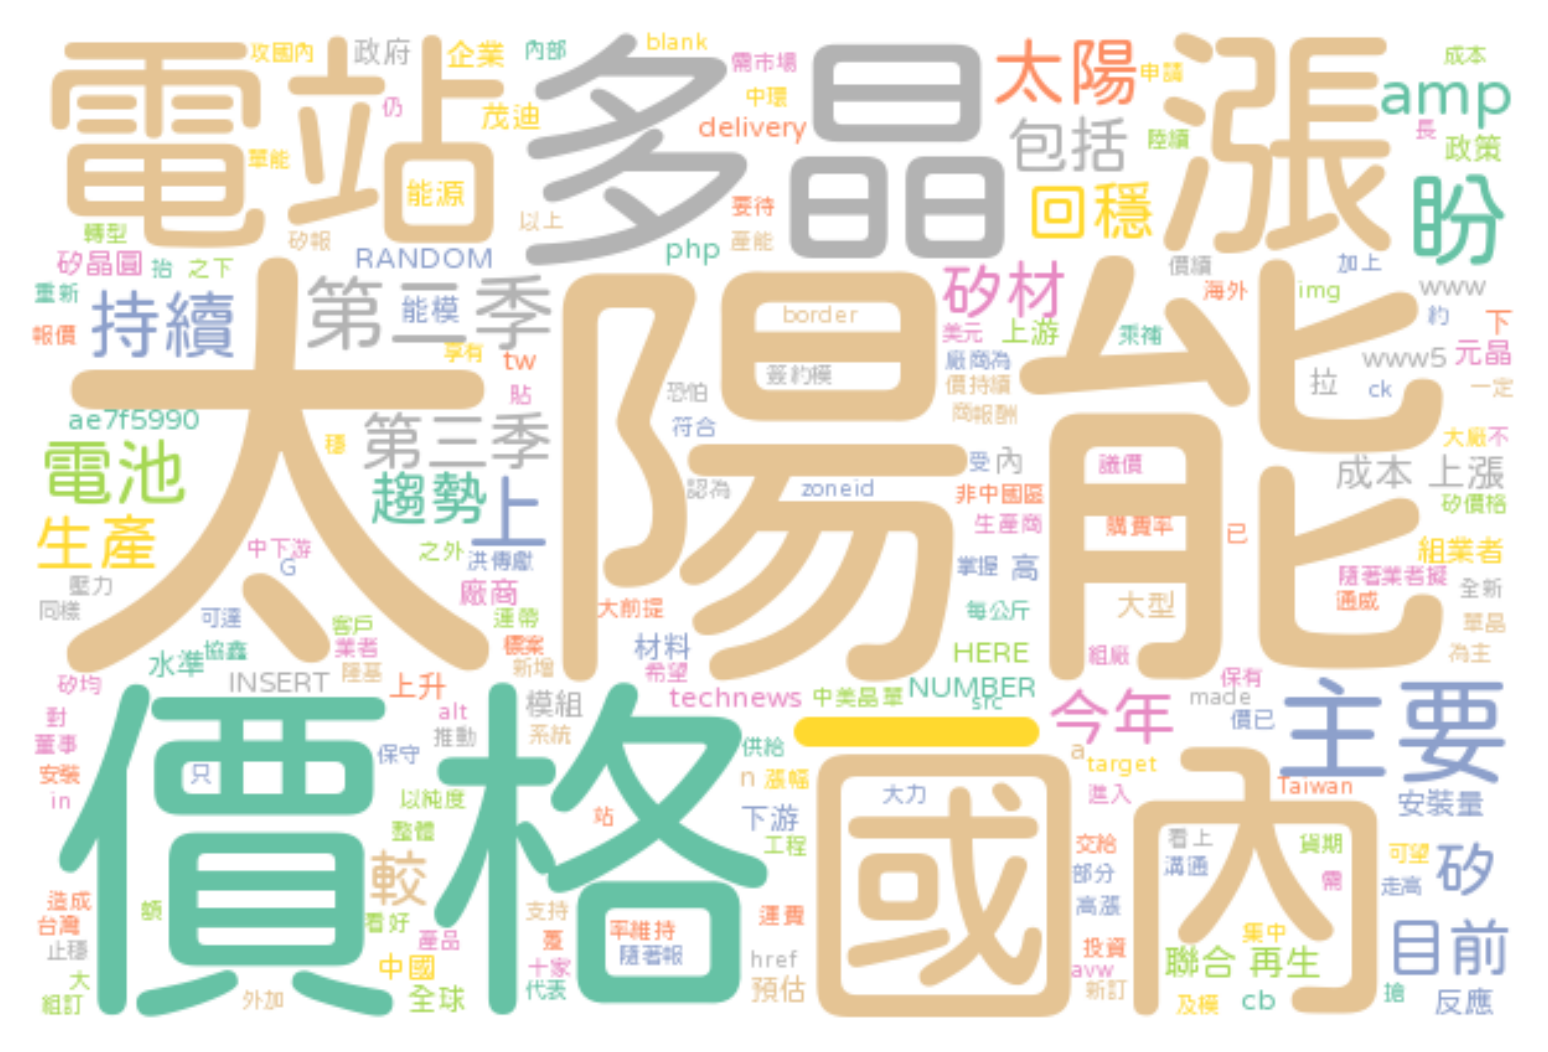 電站 多晶 太陽 漲
攻國內 政府 企業 內部 blank 需市場 申請 成本
仍 茂迪 中環 delivery 包括 陸續 amp 長 政策
單能 能源 以上 要待 產能 回穩 盼
轉型 矽報 RANDOM php 價續 加上
矽晶圓 抬 之下 重新 持續 第二季 能模 矽材 海外 img www
報價 享有 tw border 美元 上游 乘補 約 下
太陽能
貼 恐怕 簽約模 廠商為 價持續 拉 www5 元晶 ck 一定
ae7f5990 穩 第三季 符合 商報酬 大廠不
電池 趨勢 上 認為 zoneid 受 內 議價 成本 上漲
非中國區 矽價格
生產 中下游 之外 洪傳獻 生產商 購費率 已 組業者
G 壓力 廠商 掌握 高 隨著業者擬 全新
同樣 可達 客戶 連帶 大前提 每公斤 大型 通威 單晶
水準 協鑫 業者 標案 材料 HERE 組廠 為主
隆基 新增 希望
矽均 INSERT 上升 模組 technews 中美晶單 NUMBER 保有
src made
對 alt 系統 一 今年 價已 主要
價格 國內
董事 推動 保守 供給 a target
安裝 只 n 漲幅 大力 進入 Taiwan
in 以純度 站 下游 安裝量
整體 工程 交給 看上 貨期 可望 矽
較 部分 溝通 需 走高
造成 額 看好 支持 運費 高漲
台灣 產品 覆 率維持 集中 目前
止穩 中國 十家 隨著報 href 投資 聯合 再生
大 avw
組訂 外加 全球 代表 預估 新訂 及模 cb 搶 反應